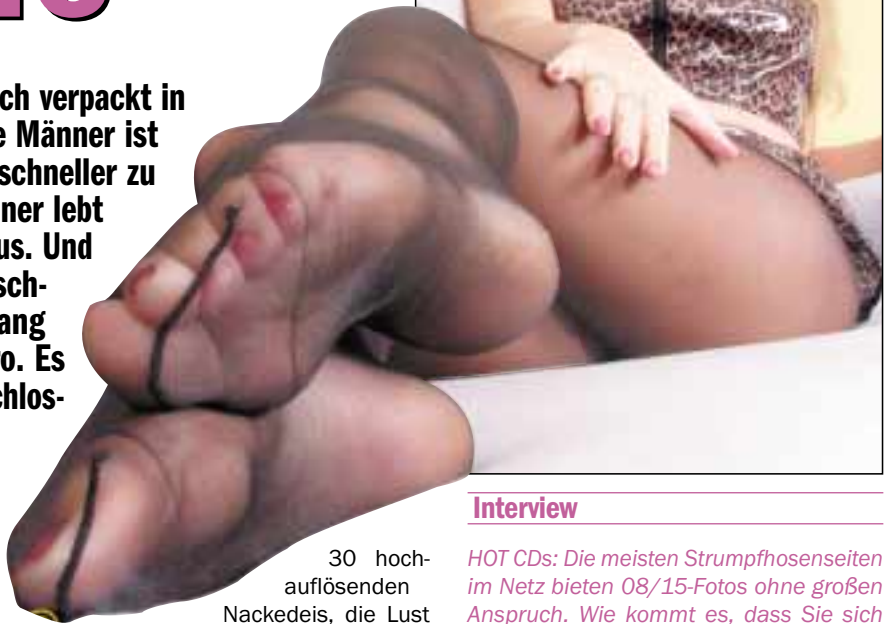 ch verpackt in
e Männer ist
schneller zu
ner lebt
us. Und
sch-
ang
o. Es
chlos-
30 hoch-
auflösenden
Nackedeis, die Lust
Interview
HOT CDs: Die meisten Strumpfhosenseiten
im Netz bieten 08/15-Fotos ohne großen
Anspruch. Wie kommt es, dass Sie sich